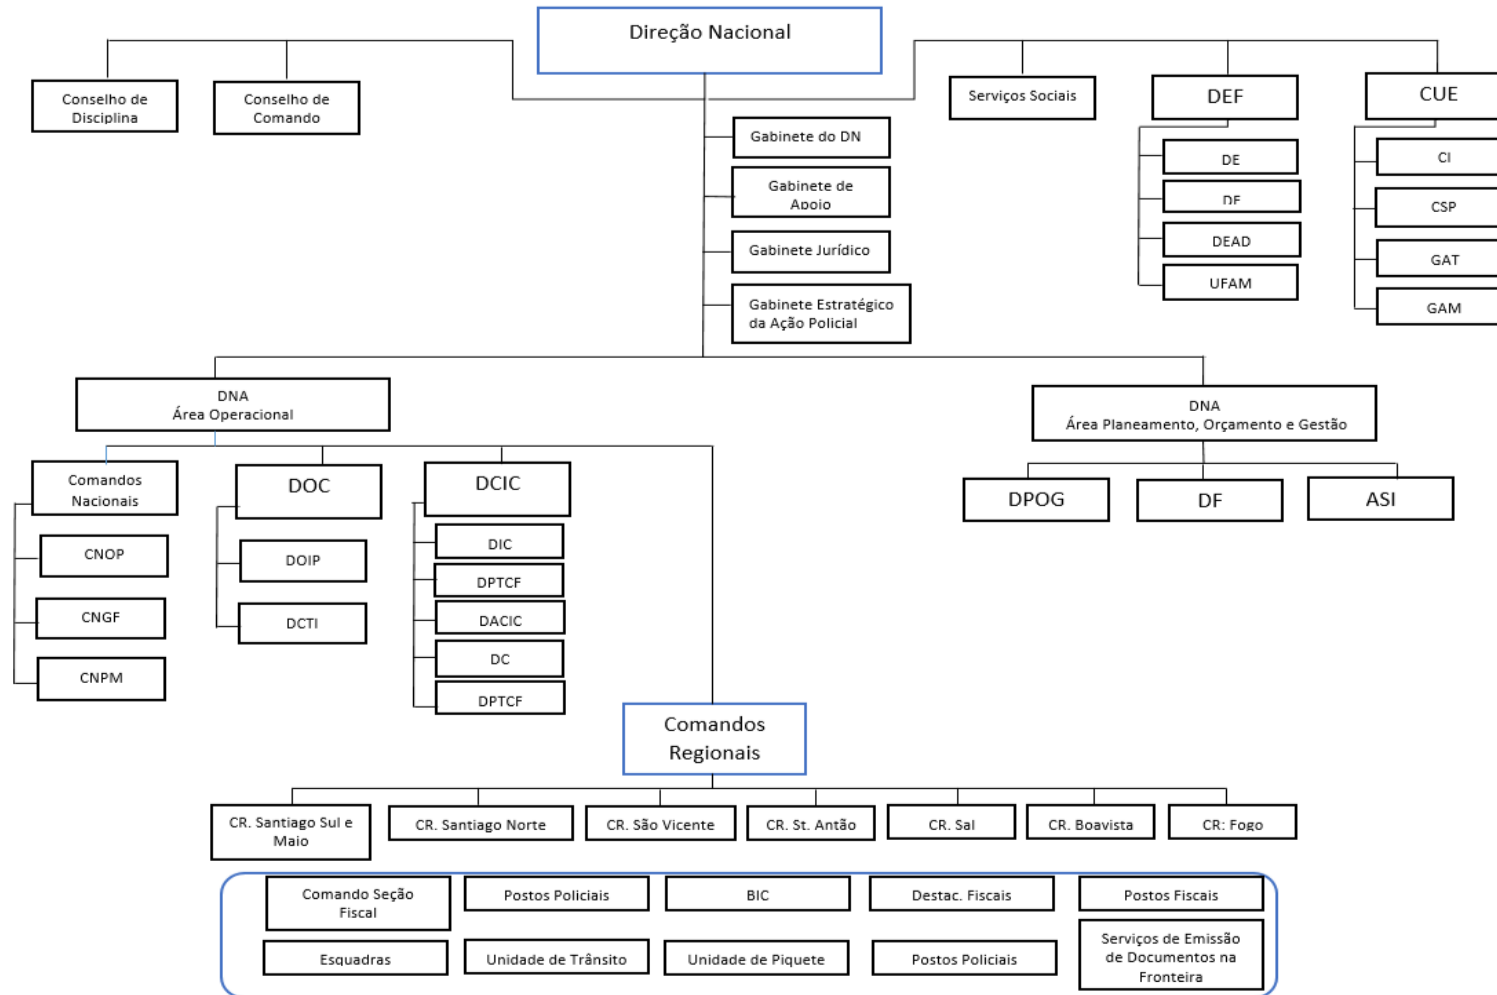 Direção Nacional
Conselho de
Disciplina
Conselho de
Comando
Serviços Sociais
DEF
CUE
Gabinete do DN
Gabinete de
Apoio
Gabinete Jurídico
Gabinete Estratégico
da Ação Policial
DE
DF
DEAD
UFAM
CI
CSP
GAT
GAM
DNA
Área Operacional
DNA
Área Planeamento, Orçamento e Gestão
Comandos
Nacionais
CNOP
CNGF
CNPM
DOC
DOIP
DCTI
DCIC
DIC
DPTCF
DACIC
DC
DPTCF
DPOG
DF
ASI
Comandos
Regionais
CR. Santiago Sul e
Maio
CR. Santiago Norte
CR. São Vicente
CR. St. Antão
CR. Sal
CR. Boavista
CR: Fogo
Comando Seção
Fiscal
Postos Policiais
BIC
Destac. Fiscais
Postos Fiscais
Esquadras
Unidade de Trânsito
Unidade de Piquete
Postos Policiais
Serviços de Emissão
de Documentos na
Fronteira